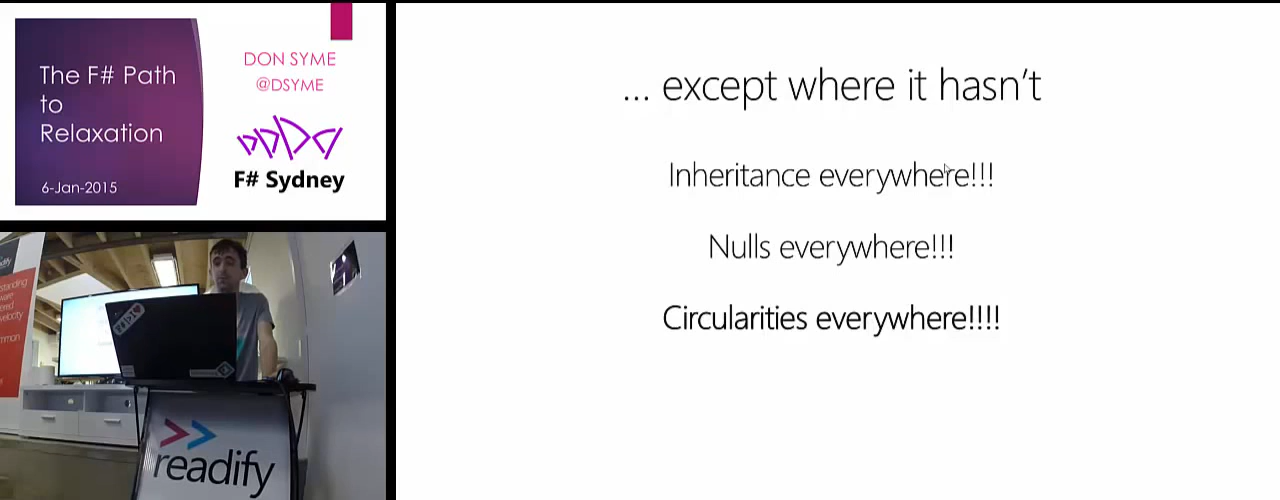 The F# Path
to
Relaxation
6-Jan-2015
DON SYME
@DSYME
F# Sydney
... except where it hasn't
Inheritance everywhere!!!
Nulls everywhere!!!
Circularities everywhere!!!!
readify